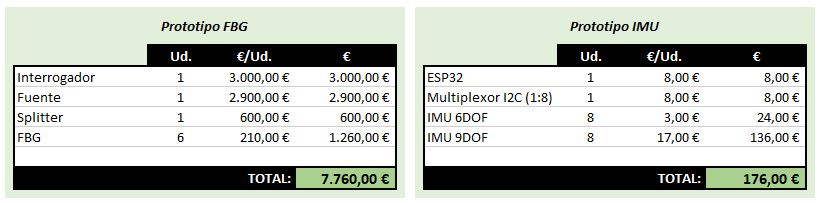 Prototipo FBG
Ud. €/Ud. €
Interrogador 1 3.000,00 € 3.000,00 €
Fuente 1 2.900,00 € 2.900,00 €
Splitter 1 600,00 € 600,00 €
FBG 6 210,00 € 1.260,00 €
TOTAL: 7.760,00 €
Prototipo IMU
Ud. €/Ud. €
ESP32 1 8,00 € 8,00 €
Multiplexor I2C (1:8) 1 8,00 € 8,00 €
IMU 6DOF 8 3,00 € 24,00 €
IMU 9DOF 8 17,00 € 136,00 €
TOTAL: 176,00 €